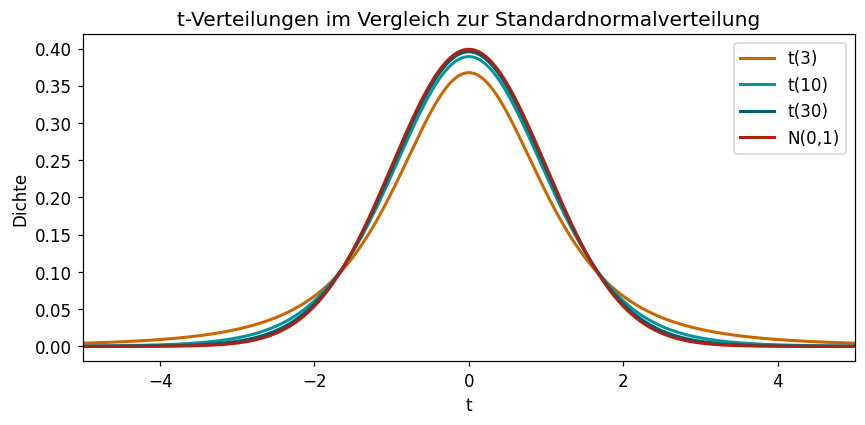 t-Verteilungen im Vergleich zur Standardnormalverteilung
0.40
0.35
0.30
0.25
0.20
0.15
0.10
0.05
0.00
Dichte
−4
−2
0
2
4
t
t(3)
t(10)
t(30)
N(0,1)